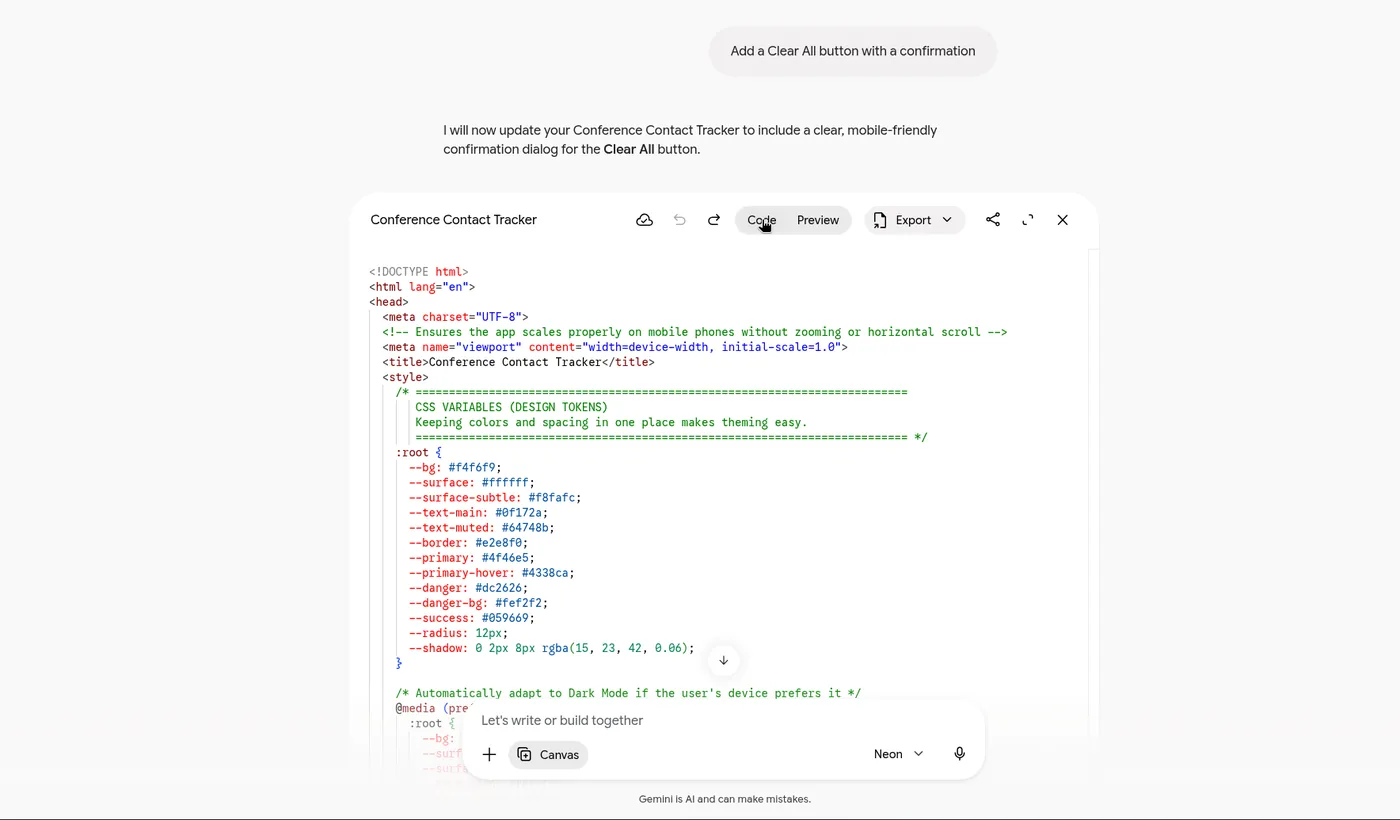 Add a Clear All button with a confirmation
I will now update your Conference Contact Tracker to include a clear, mobile-friendly
confirmation dialog for the Clear All button.
Conference Contact Tracker
Code Preview Export
<!DOCTYPE html>
<html lang="en">
<head>
<meta charset="UTF-8">
<!-- Ensures the app scales properly on mobile phones without zooming or horizontal scroll -->
<meta name="viewport" content="width=device-width, initial-scale=1.0">
<title>Conference Contact Tracker</title>
<style>
/* ==========================================================================
CSS VARIABLES (DESIGN TOKENS)
Keeping colors and spacing in one place makes theming easy.
========================================================================== */
:root {
--bg: #f4f6f9;
--surface: #ffffff;
--surface-subtle: #f8fafc;
--text-main: #0f172a;
--text-muted: #64748b;
--border: #e2e8f0;
--primary: #4f46e5;
--primary-hover: #4338ca;
--danger: #dc2626;
--danger-bg: #fef2f2;
--success: #059669;
--radius: 12px;
--shadow: 0 2px 8px rgba(15, 23, 42, 0.06);
}
/* Automatically adapt to Dark Mode if the user's device prefers it */
@media (pre
:root {
--bg:
--surf
--surf
Let's write or build together
Canvas
Neon
Gemini is AI and can make mistakes.